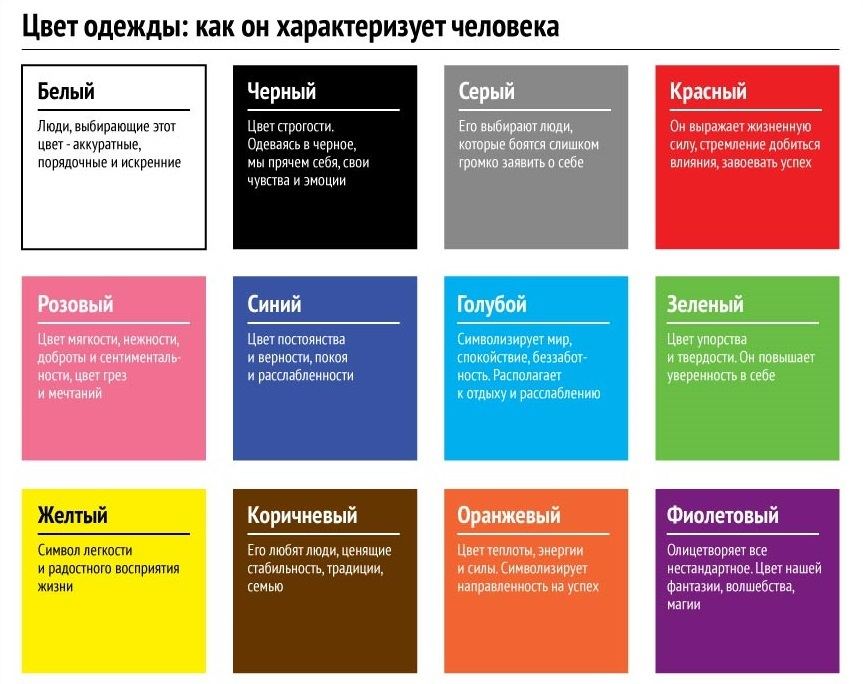 Цвет одежды: как он характеризует человека
Белый
Люди, выбирающие этот
цвет - аккуратные,
порядочные и искренние
Черный
Цвет строгости.
Одеваясь в черное,
мы прячем себя, свои
чувства и эмоции
Серый
Его выбирают люди,
которые боятся слишком
громко заявить о себе
Красный
Он выражает жизненную
силу, стремление добиться
влияния, завоевать успех
Розовый
Цвет мягкости, нежности,
доброты и сентименталь-
ности, цвет грез
и мечтаний
Синий
Цвет постоянства
и верности, покоя
и расслабленности
Голубой
Символизирует мир,
спокойствие, беззабот-
ность. Располагает
к отдыху и расслаблению
Зеленый
Цвет упорства
и твердости. Он повышает
уверенность в себе
Желтый
Символ легкости
и радостного восприятия
жизни
Коричневый
Его любят люди, ценящие
стабильность, традиции,
семью
Оранжевый
Цвет теплоты, энергии
и силы. Символизирует
направленность на успех
Фиолетовый
Олицетворяет все
нестандартное. Цвет нашей
фантазии, волшебства,
магии